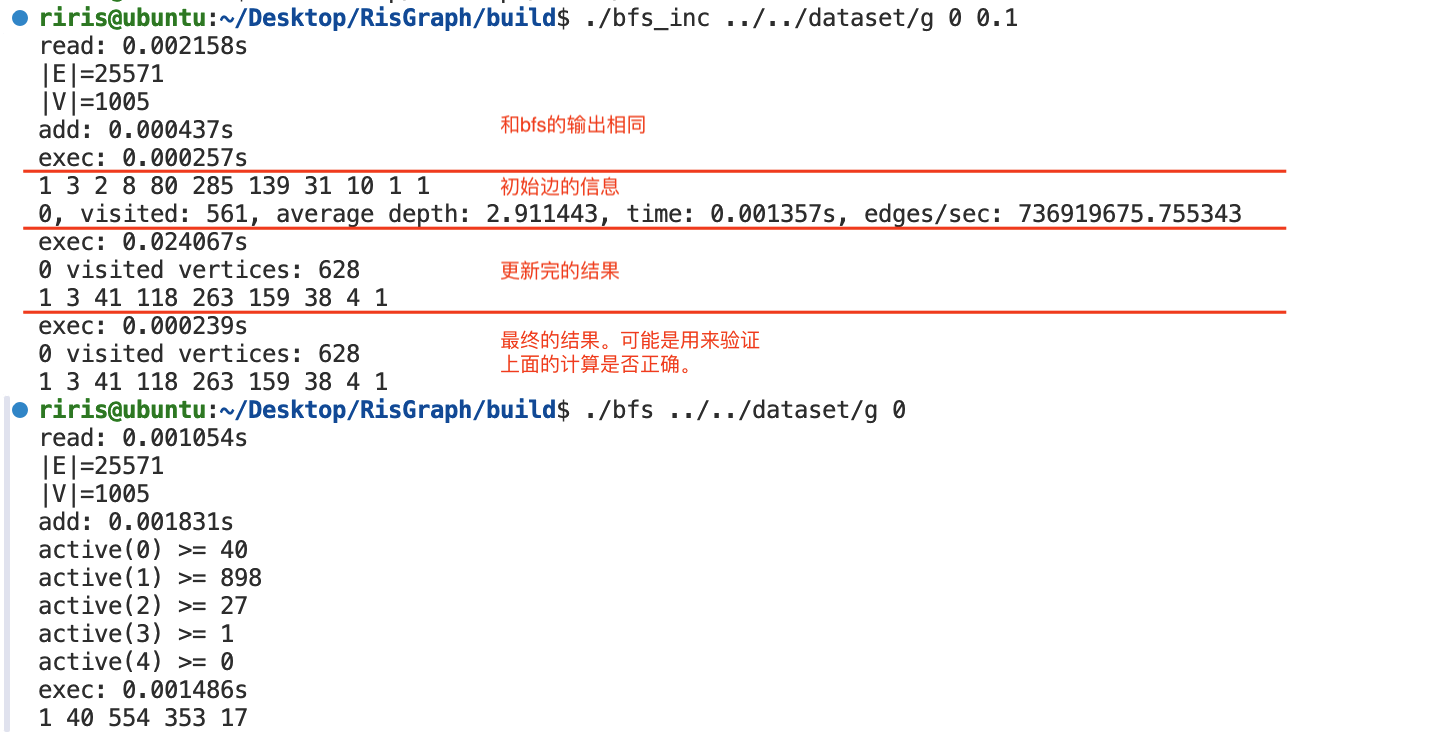 riris@ubuntu:~/Desktop/RisGraph/build$ ./bfs_inc ../../dataset/g 0 0.1
read: 0.002158s
|E|=25571
|V|=1005
add: 0.000437s
和bfs的输出相同
exec: 0.000257s
1 3 2 8 80 285 139 31 10 1 1
初始边的信息
0, visited: 561, average depth: 2.911443, time: 0.001357s, edges/sec: 736919675.755343
exec: 0.024067s
0 visited vertices: 628
更新完的结果
1 3 41 118 263 159 38 4 1
exec: 0.000239s
0 visited vertices: 628
最终的结果。可能是用来验证
上面的计算是否正确。
1 3 41 118 263 159 38 4 1
riris@ubuntu:~/Desktop/RisGraph/build$ ./bfs ../../dataset/g 0
read: 0.001054s
|E|=25571
|V|=1005
add: 0.001831s
active(0) >= 40
active(1) >= 898
active(2) >= 27
active(3) >= 1
active(4) >= 0
exec: 0.001486s
1 40 554 353 17